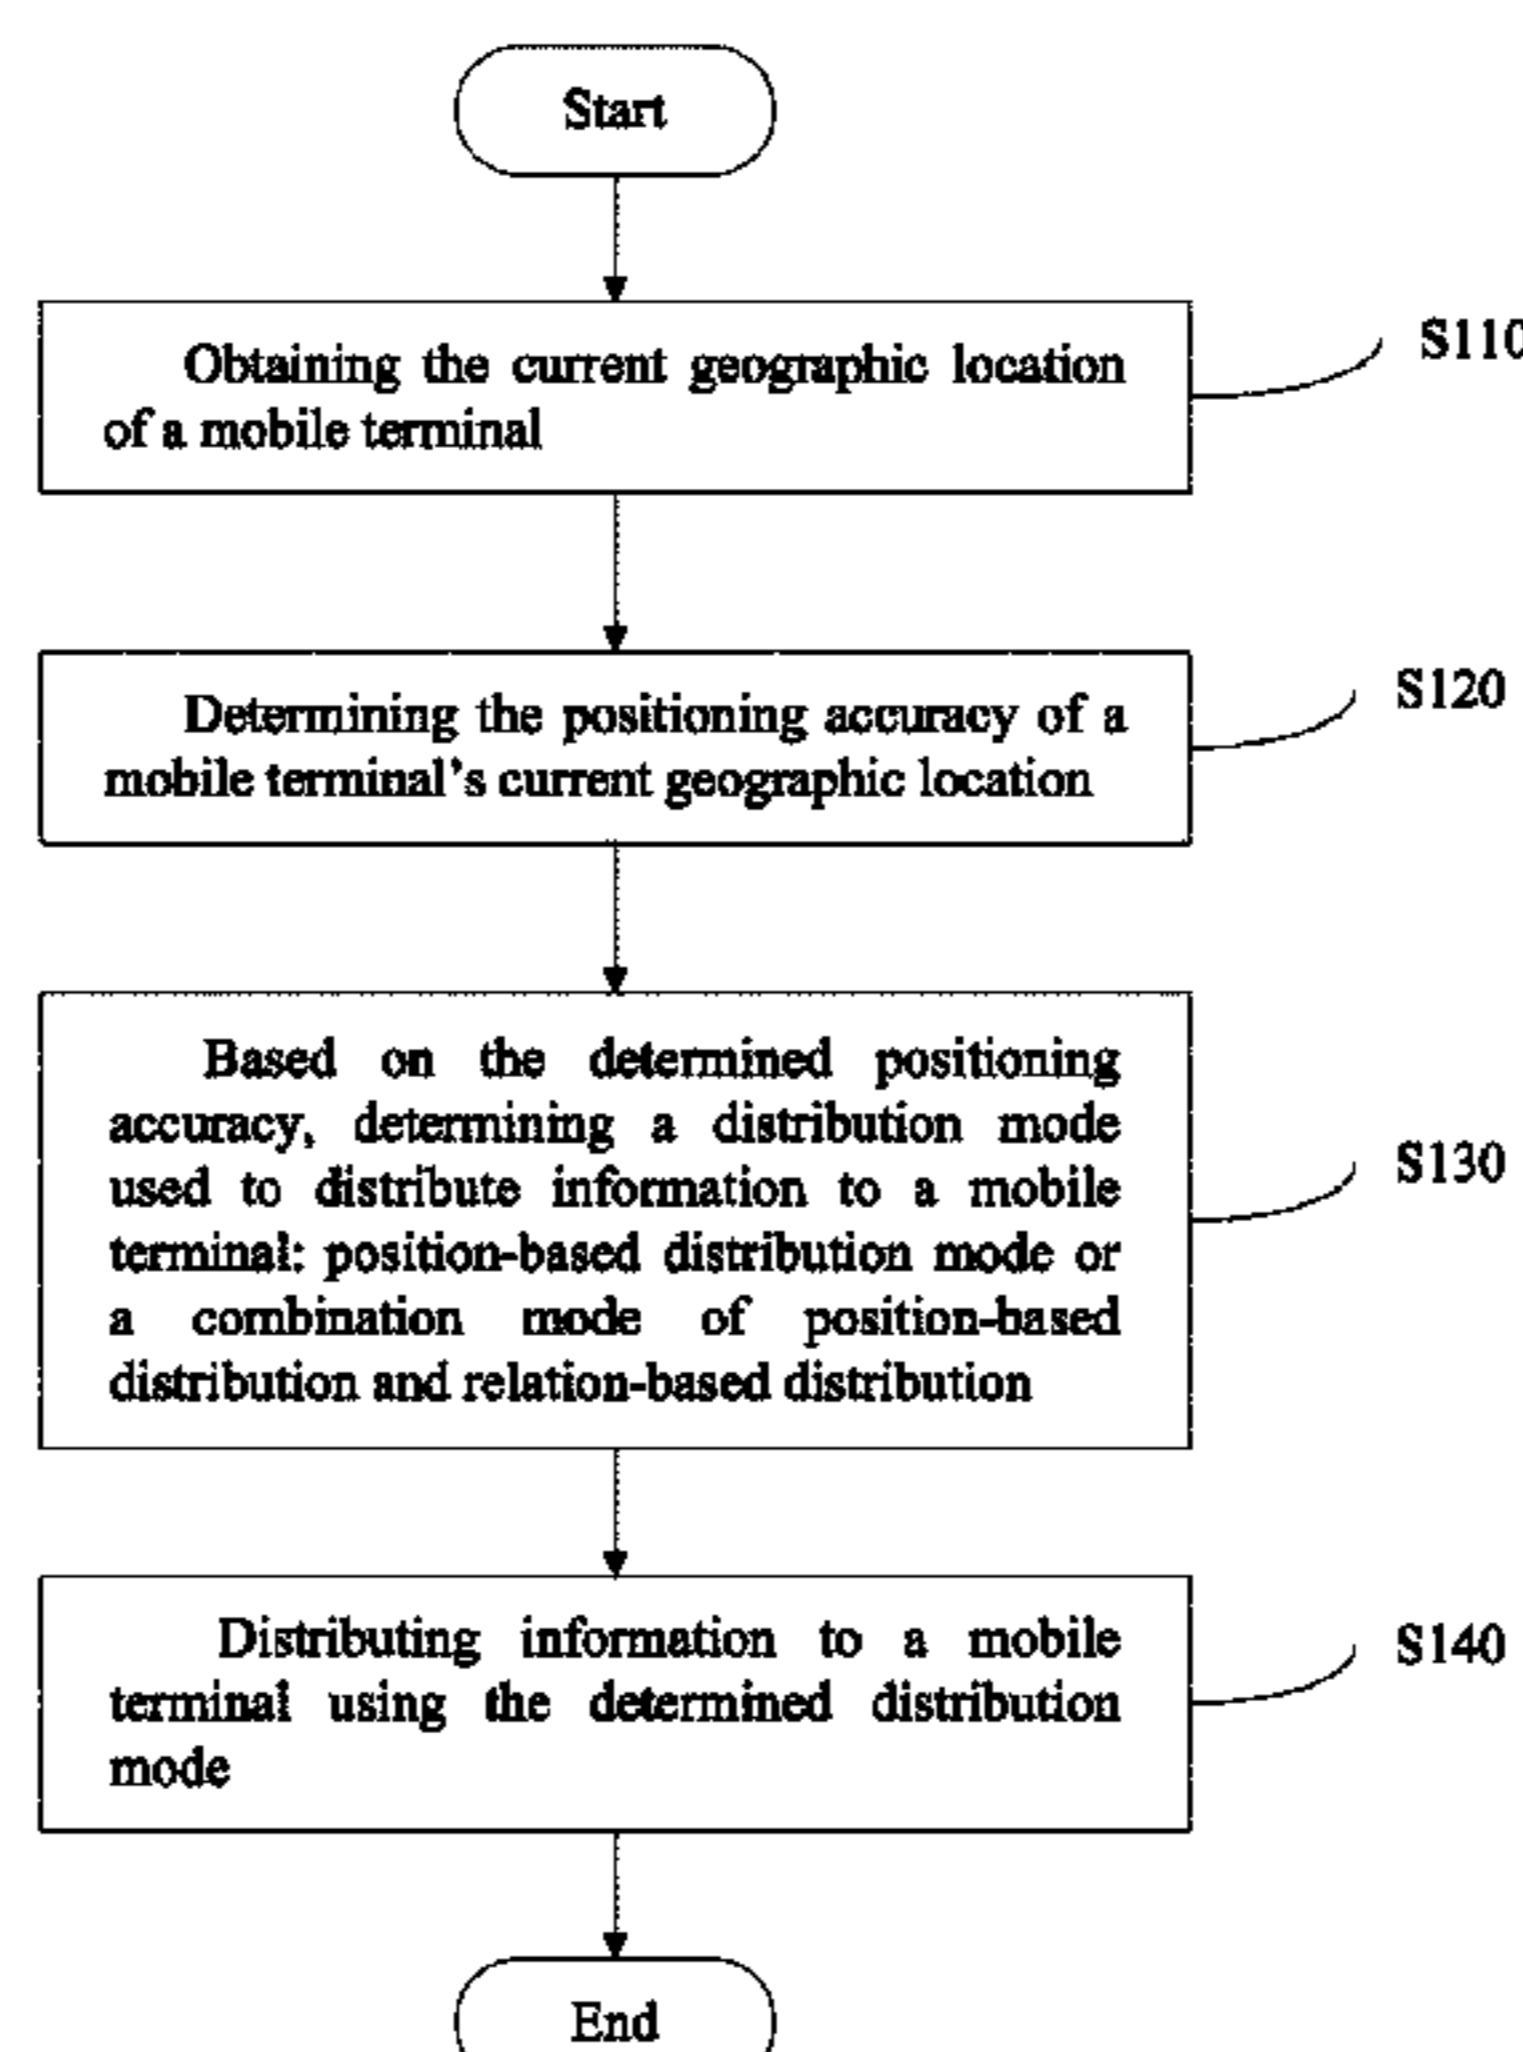 Start
Obtaining the current geographic location
of a mobile terminal
S110
Determining the positioning accuracy of a
mobile terminal's current geographic location
S120
Based on the determined positioning
accuracy, determining a distribution mode
used to distribute information to a mobile
terminal: position-based distribution mode or
a combination mode of position-based
distribution and relation-based distribution
S130
Distributing information to a mobile
terminal using the determined distribution
mode
S140
End